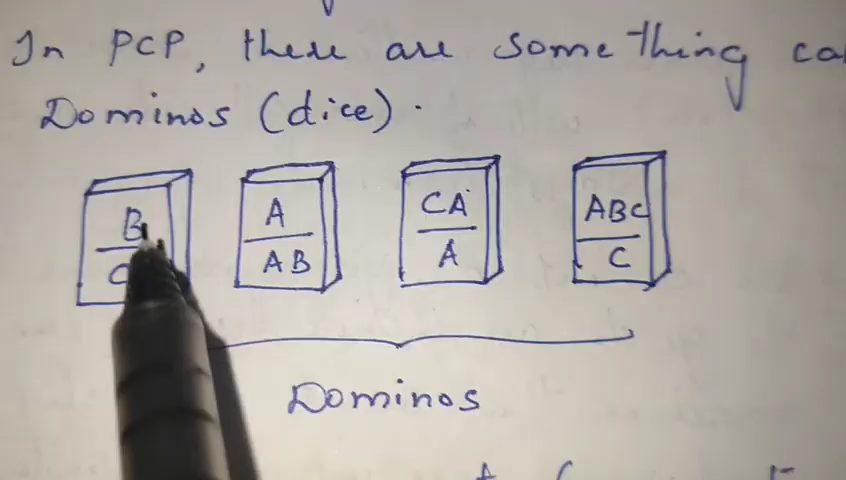 In PCP, there are something
Dominos (dice).
B A CA ABC
AB A C
Dominos